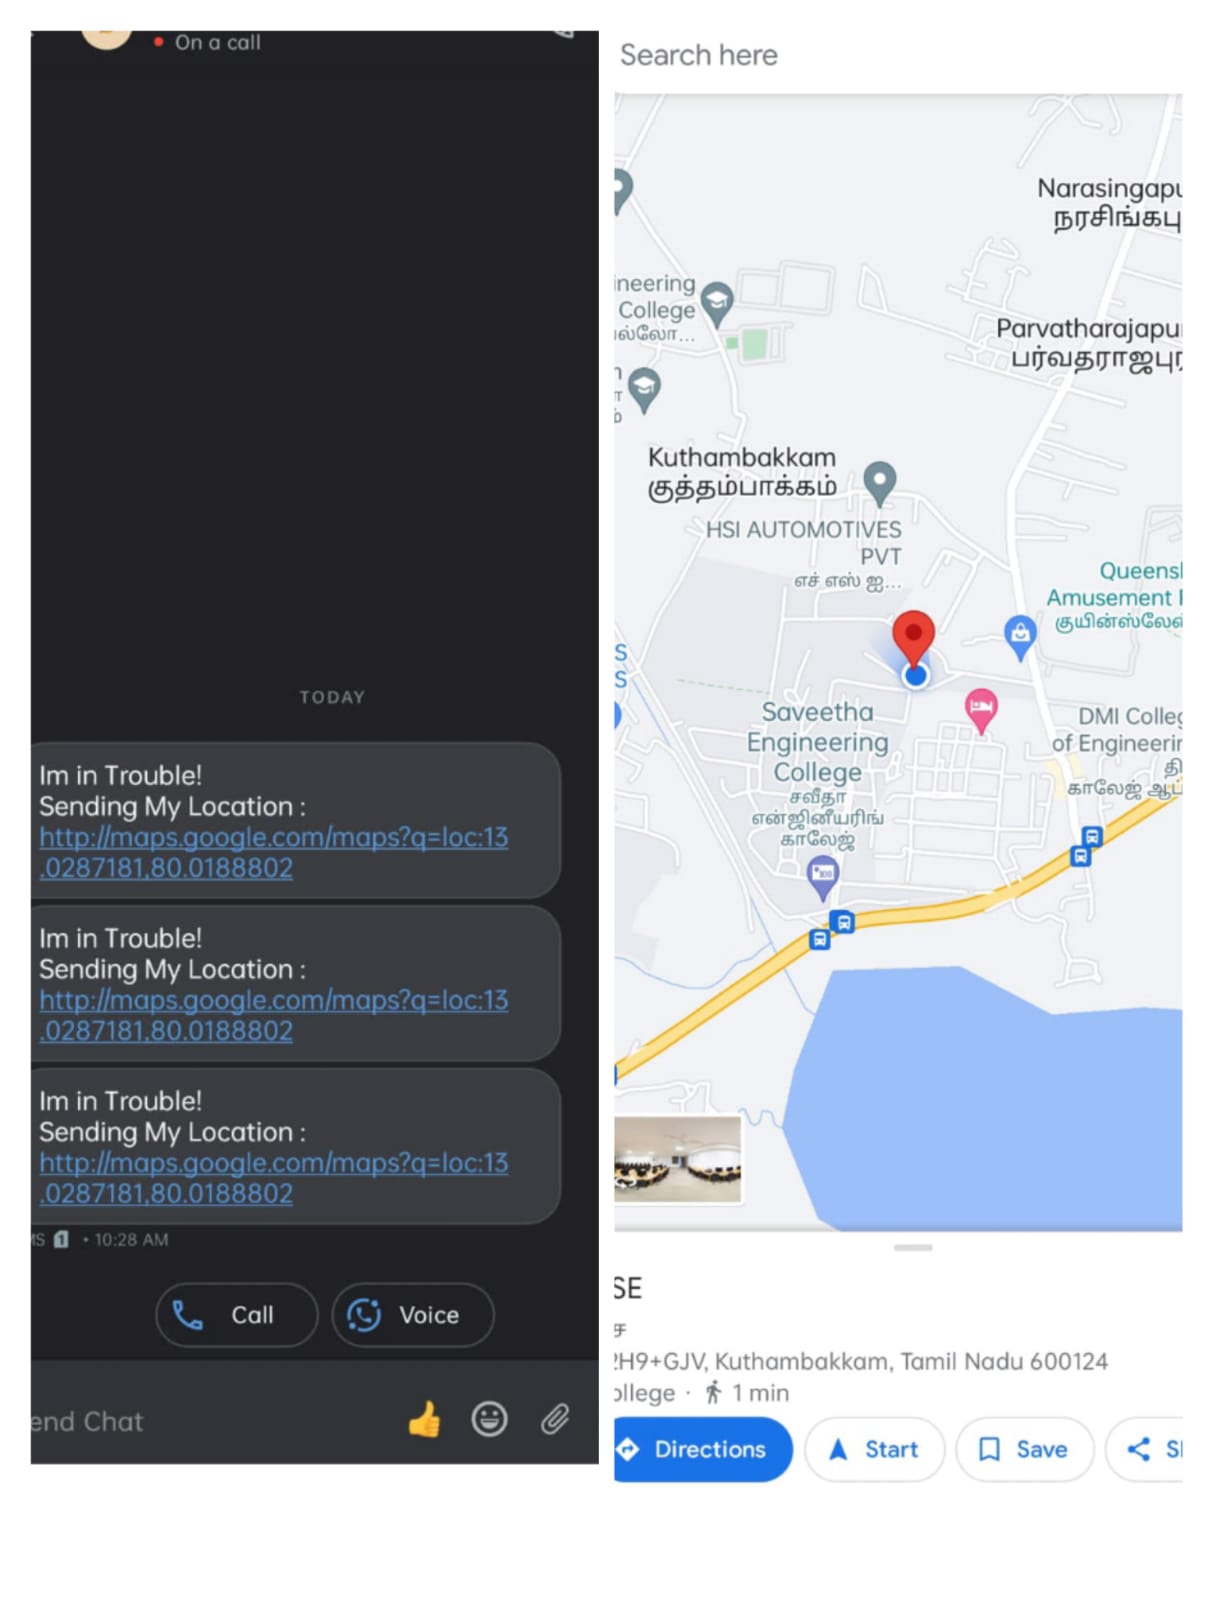 On a call
TODAY
Im in Trouble!
Sending My Location :
http://maps.google.com/maps?q=loc:13
.0287181,80.0188802
Im in Trouble!
Sending My Location :
http://maps.google.com/maps?q=loc:13
.0287181,80.0188802
Im in Trouble!
Sending My Location :
http://maps.google.com/maps?q=loc:13
.0287181,80.0188802
MS 1 • 10:28 AM
Call
Voice
end Chat
Search here
Narasingapu
நரசிங்கபு
ineering
College
ல்லோ...
Parvatharajapu
பர்வதராஜபுர
Kuthambakkam
குத்தம்பாக்கம்
HSI AUTOMOTIVES
PVT
எச் எஸ் ஐ...
Queensl
Amusement
குயின்ஸ்லே
S
S
Saveetha
Engineering
College
சவீதா
என்ஜினீயரிங்
காலேஜ்
DMI Colleg
of Engineerin
தி
காலேஜ் ஆப்
SE
ச
H9+GJV, Kuthambakkam, Tamil Nadu 600124
ollege · 1 min
Directions
Start
Save